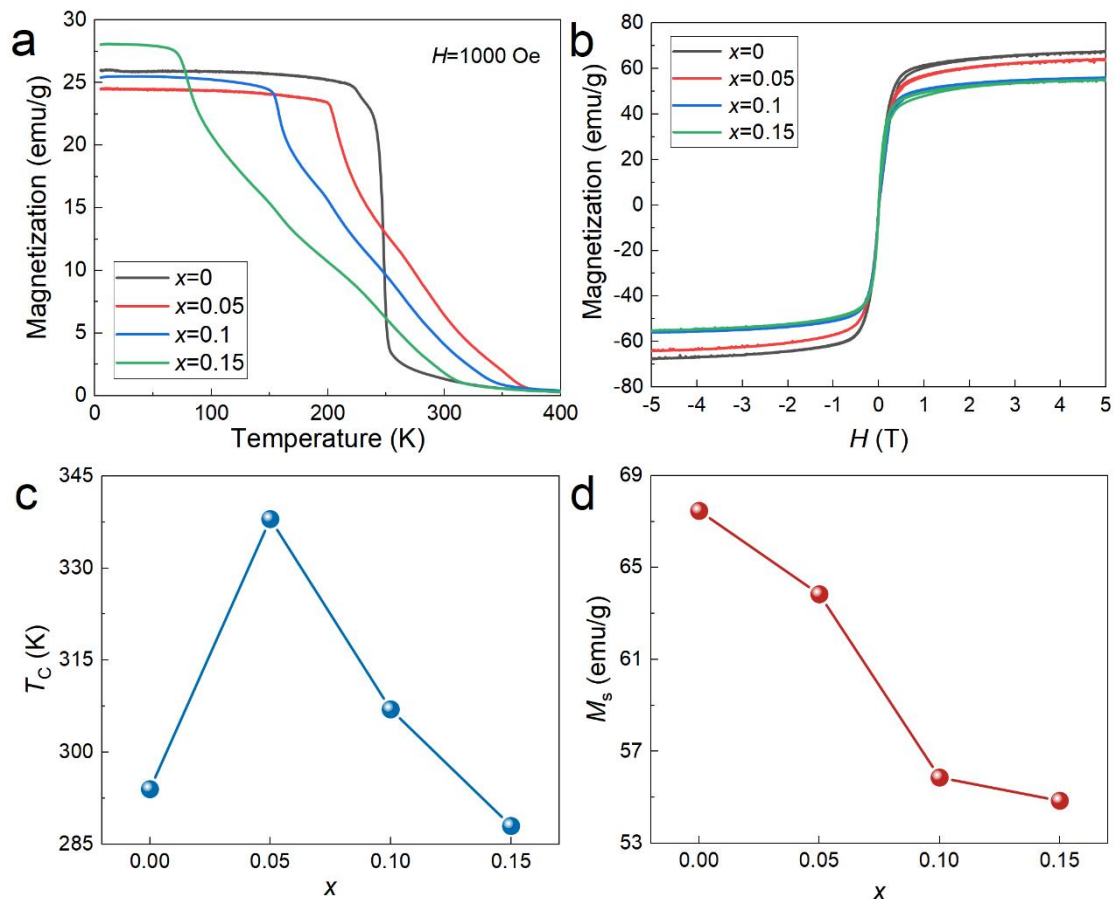 a
H=1000 Oe
Magnetization (emu/g)
30
25
20
15
10
5
0
x=0
x=0.05
x=0.1
x=0.15
0
100
200
300
400
Temperature (K)
b
Magnetization (emu/g)
80
60
40
20
0
-20
-40
-60
-80
x=0
x=0.05
x=0.1
x=0.15
-5 -4 -3 -2 -1 0 1 2 3 4 5
H (T)
c
T_C (K)
345
330
315
300
285
0.00 0.05 0.10 0.15
x
d
M_s (emu/g)
69
65
61
57
53
0.00 0.05 0.10 0.15
x